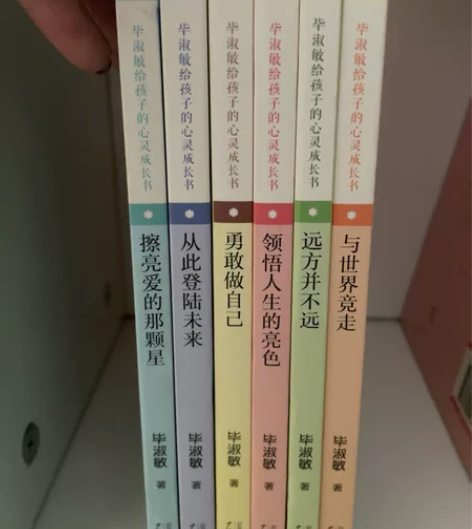 毕淑敏给孩子的心灵成长书
擦亮爱的那颗星
毕淑敏 著
毕淑敏给孩子的心灵成长书
从此登陆未来
毕淑敏 著
毕淑敏给孩子的心灵成长书
勇敢做自己
毕淑敏 著
毕淑敏给孩子的心灵成长书
领悟人生的亮色
毕淑敏 著
毕淑敏给孩子的心灵成长书
远方并不远
毕淑敏 著
毕淑敏给孩子的心灵成长书
与世界竞走
毕淑敏 著